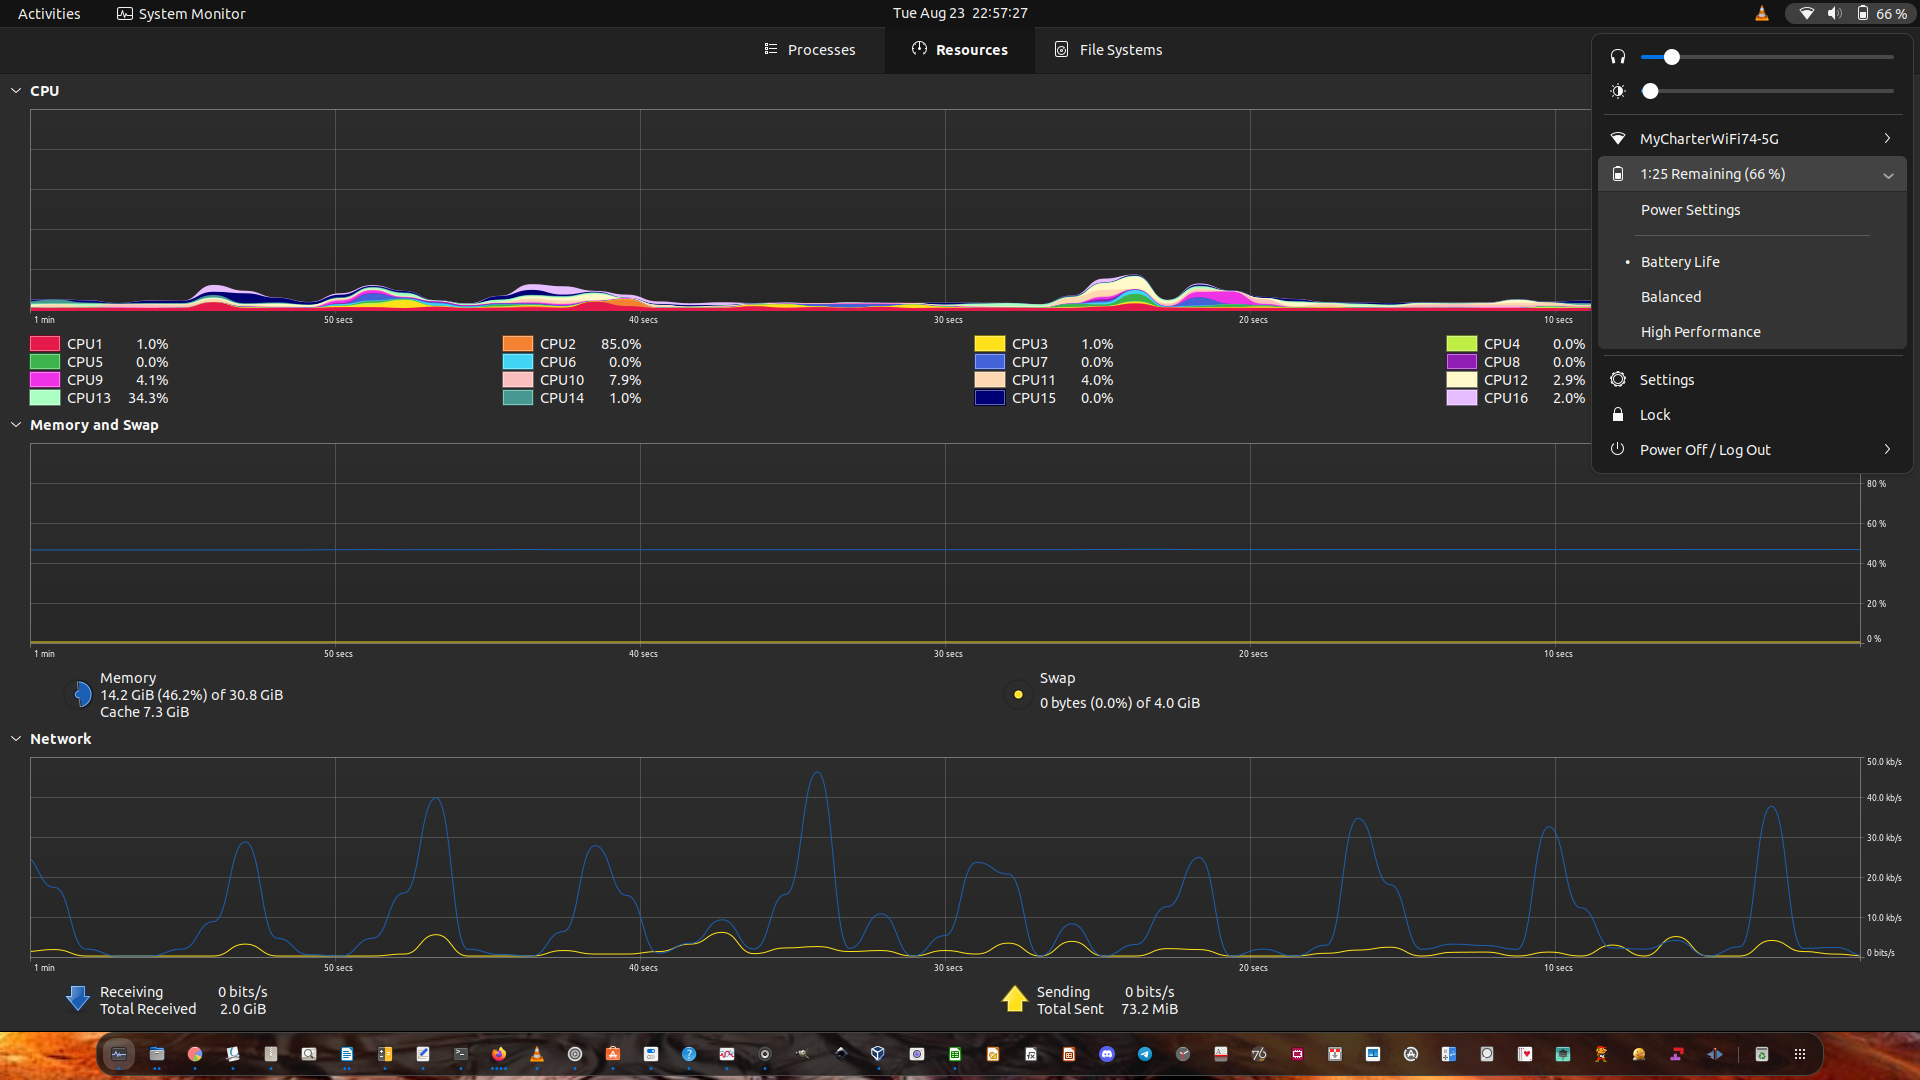 Activities
System Monitor
Tue Aug 23  22:57:27
66 %
Processes
Resources
File Systems
CPU
1 min
50 secs
40 secs
30 secs
20 secs
10 secs
CPU1 1.0%
CPU2 85.0%
CPU3 1.0%
CPU4 0.0%
CPU5 0.0%
CPU6 0.0%
CPU7 0.0%
CPU8 0.0%
CPU9 4.1%
CPU10 7.9%
CPU11 4.0%
CPU12 2.9%
CPU13 34.3%
CPU14 1.0%
CPU15 0.0%
CPU16 2.0%
MyCharterWiFi74-5G
1:25 Remaining (66 %)
Power Settings
Battery Life
Balanced
High Performance
Settings
Lock
Power Off / Log Out
Memory and Swap
80 %
60 %
40 %
20 %
0 %
1 min
50 secs
40 secs
30 secs
20 secs
10 secs
Memory
14.2 GiB (46.2%) of 30.8 GiB
Cache 7.3 GiB
Swap
0 bytes (0.0%) of 4.0 GiB
Network
50.0 kb/s
40.0 kb/s
30.0 kb/s
20.0 kb/s
10.0 kb/s
0 bits/s
1 min
50 secs
40 secs
30 secs
20 secs
10 secs
Receiving 0 bits/s
Total Received 2.0 GiB
Sending 0 bits/s
Total Sent 73.2 MiB
76